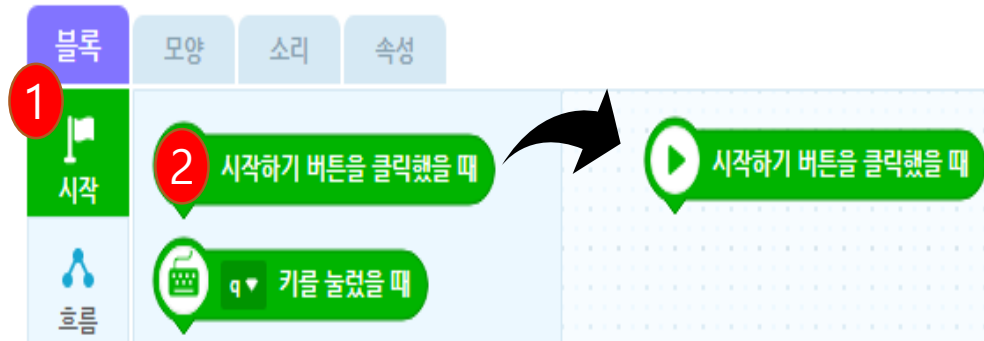 블록 모양 소리 속성
1
시작
2 시작하기 버튼을 클릭했을 때
시작하기 버튼을 클릭했을 때
q 키를 눌렀을 때
흐름